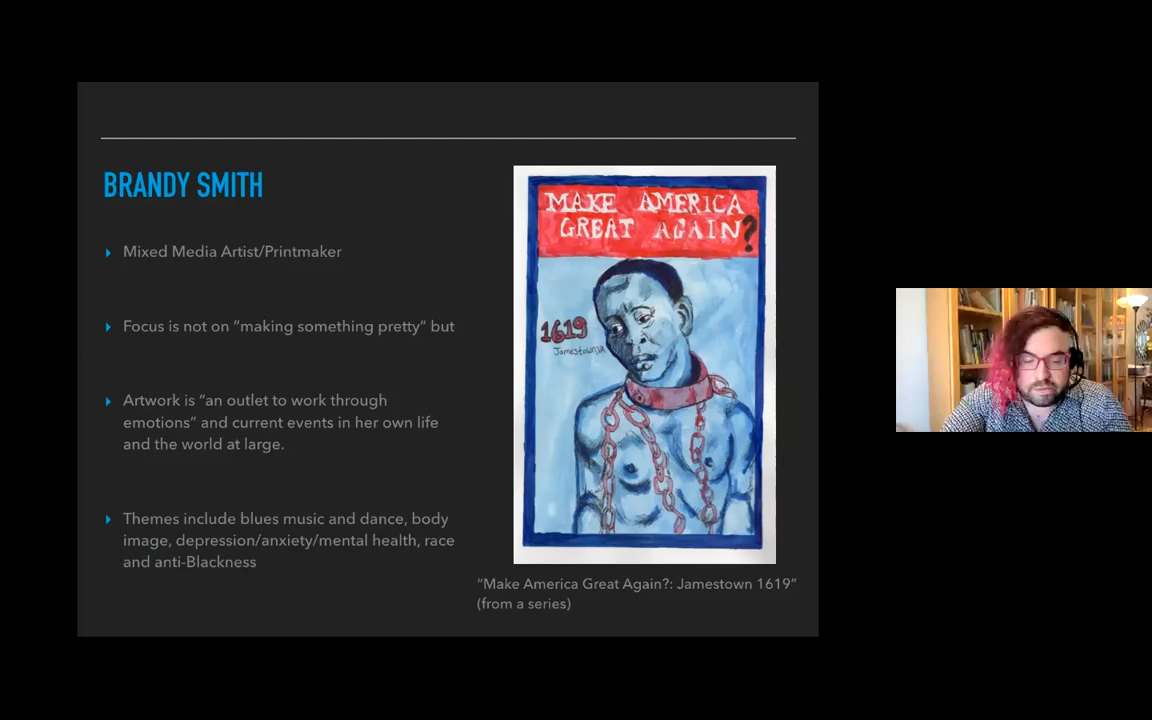 BRANDY SMITH
Mixed Media Artist/Printmaker
Focus is not on "making something pretty" but
Artwork is "an outlet to work through
emotions" and current events in her own life
and the world at large.
Themes include blues music and dance, body
image, depression/anxiety/mental health, race
and anti-Blackness
MAKE AMERICA
GREAT AGAIN?
1619
Jamestown, VA
"Make America Great Again?: Jamestown 1619"
(from a series)